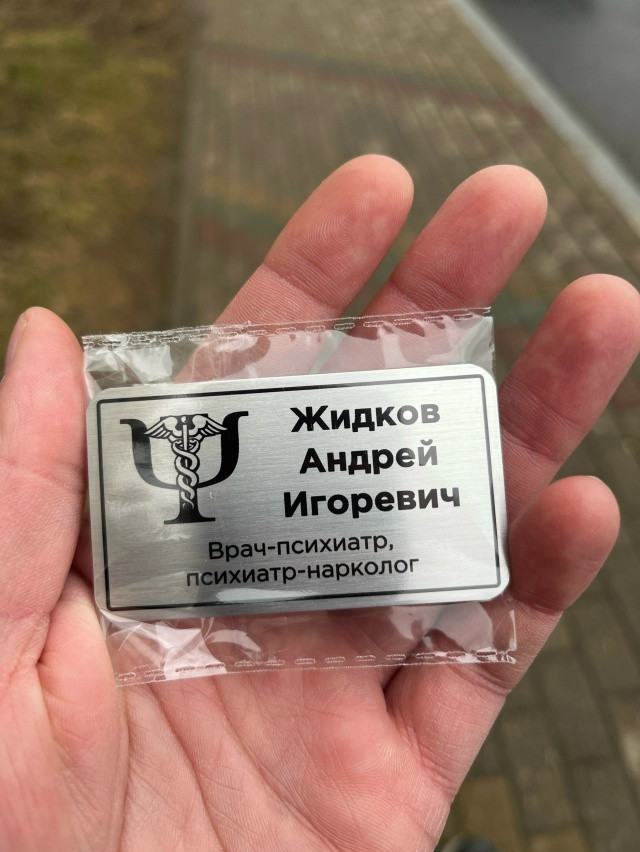 Жидков
Андрей
Игоревич
Врач-психиатр,
психиатр-нарколог